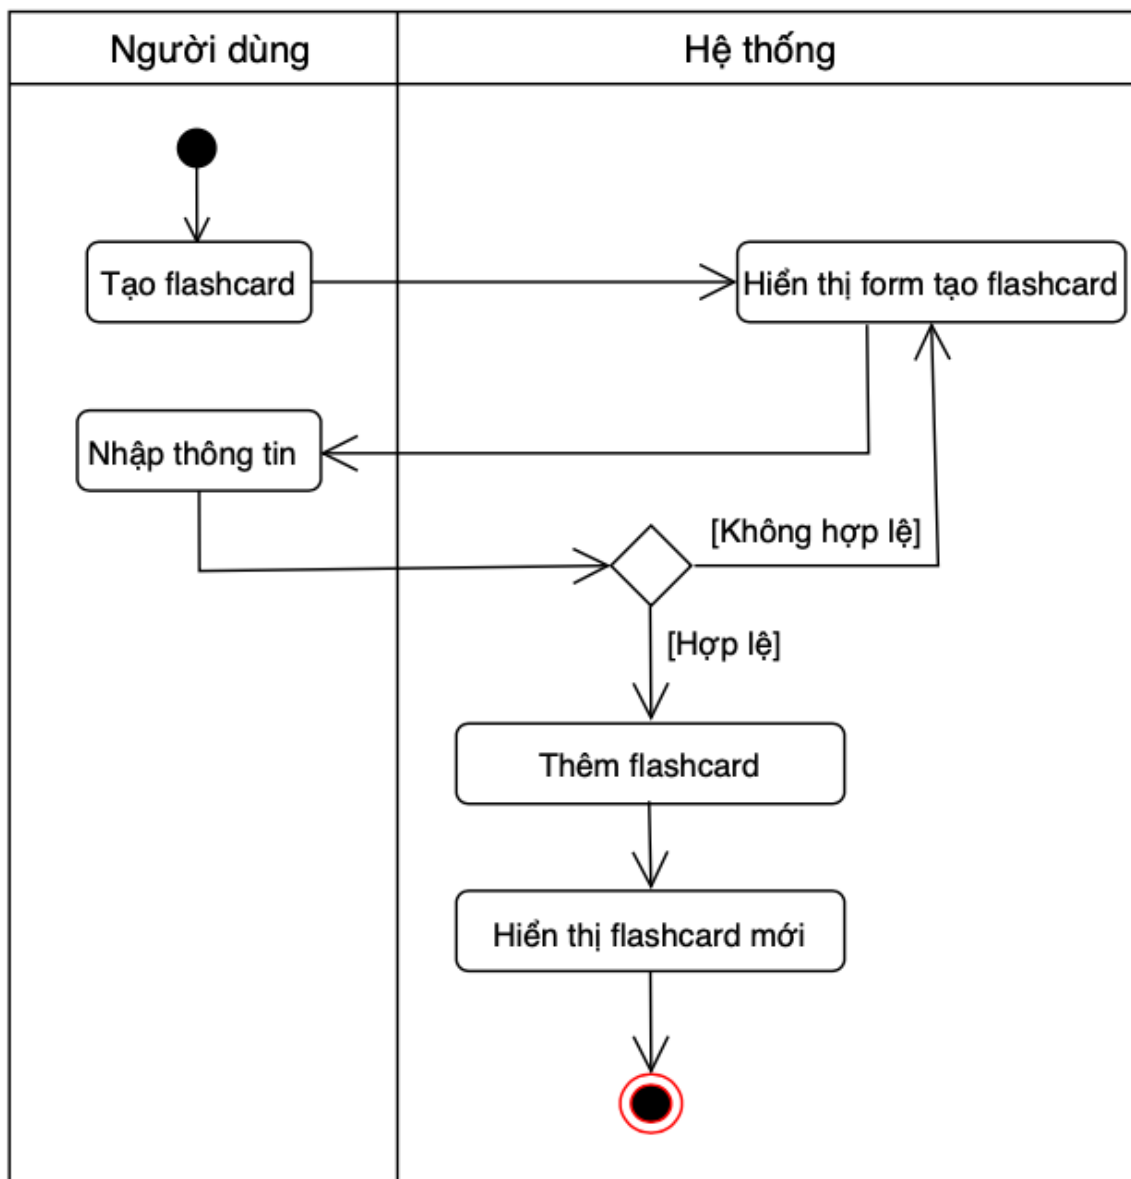 Người dùng
Hệ thống
Tạo flashcard
Hiển thị form tạo flashcard
Nhập thông tin
[Không hợp lệ]
[Hợp lệ]
Thêm flashcard
Hiển thị flashcard mới